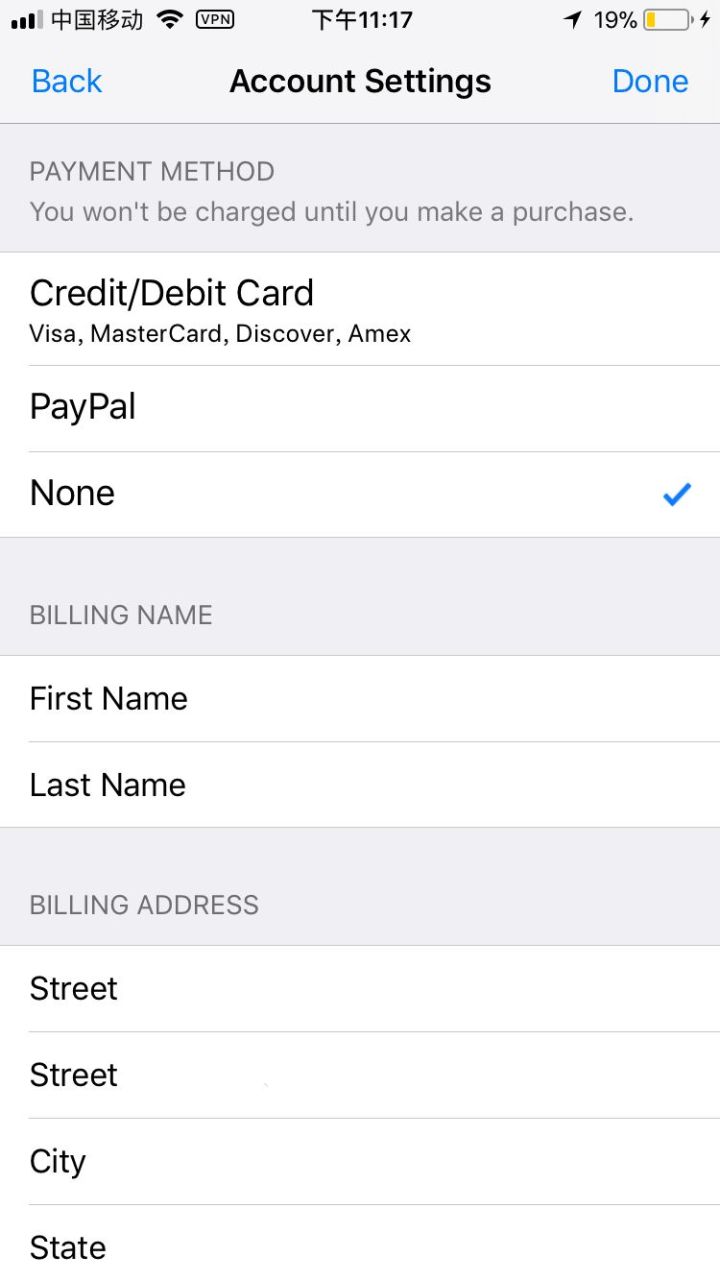 中国移动 VPN 下午11:17 19%
Back Account Settings Done
PAYMENT METHOD
You won't be charged until you make a purchase.
Credit/Debit Card
Visa, MasterCard, Discover, Amex
PayPal
None
BILLING NAME
First Name
Last Name
BILLING ADDRESS
Street
Street
City
State